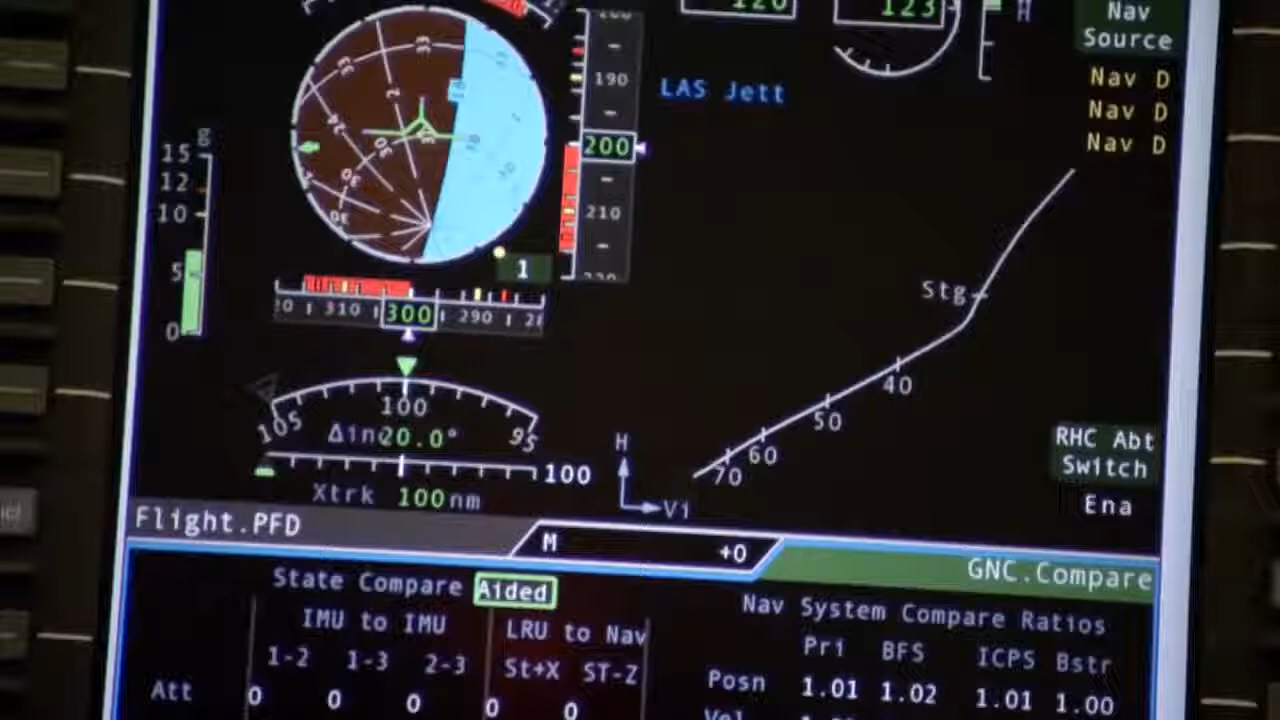 120
123
Nav
Source
LAS Jett
Nav D
Nav D
Nav D
190
200
210
g
15
12
10
5
0
1
310
300
290
Stg
40
50
60
70
100
105
95
Δinc 20.0°
100
Xtrk 100nm
H
Vi
RHC Abt
Switch
Ena
Flight.PFD
M +0
GNC.Compare
State Compare Aided
IMU to IMU
LRU to Nav
1-2 1-3 2-3
St+X ST-Z
Att 0 0 0 0 0
Nav System Compare Ratios
Pri BFS ICPS Bstr
Posn 1.01 1.02 1.01 1.00